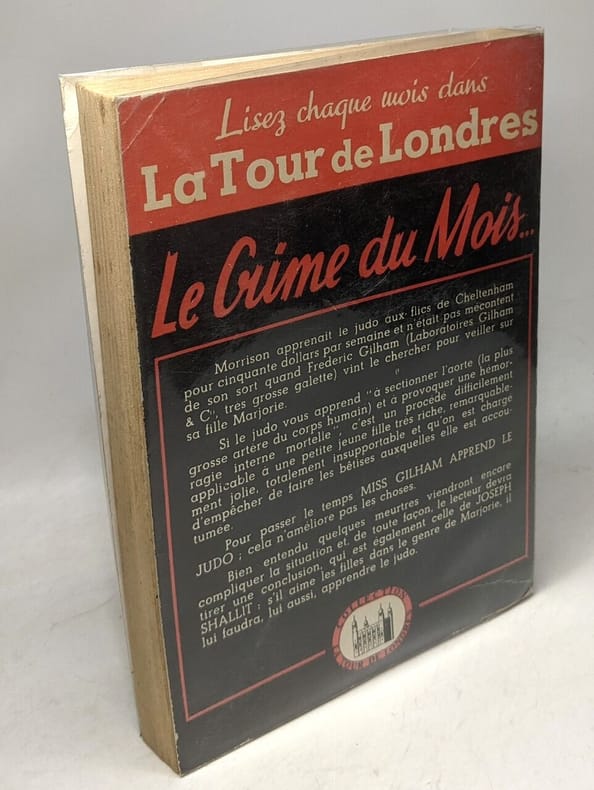 Lisez chaque mois dans
La Tour de Londres
Le Crime du Mois...
Morrison apprenait le judo aux flics de Cheltenham
pour cinquante dollars par semaine et n'était pas mécontent
de son sort quand Frederic Gilham (Laboratoires Gilham
& C°, tres grosse galette) vint le chercher pour veiller sur
sa fille Marjorie.
Si le judo vous apprend "à sectionner l'aorte (la plus
grosse artère du corps humain) et à provoquer une hémor-
ragie interne mortelle", c'est un procédé difficilement
applicable à une petite jeune fille très riche, remarquable-
ment jolie, totalement insupportable et qu'on est chargé
d'empêcher de faire les bêtises auxquelles elle est accou-
tumée.
Pour passer le temps MISS GILHAM APPREND LE
JUDO ; cela n'améliore pas les choses.
Bien entendu quelques meurtres viendront encore
compliquer la situation et, de toute façon, le lecteur devra
tirer une conclusion, qui est également celle de JOSEPH
SHALLIT : s'il aime les filles dans le genre de Marjorie, il
lui faudra, lui aussi, apprendre le judo.
COLLECTION
LA TOUR DE LONDRES